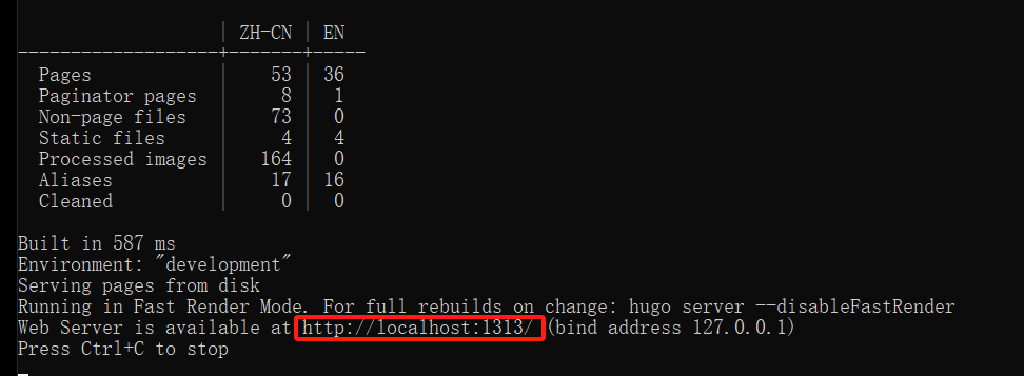 ZH-CN | EN
-------------------+-------+-----
Pages | 53 | 36
Paginator pages | 8 | 1
Non-page files | 73 | 0
Static files | 4 | 4
Processed images | 164 | 0
Aliases | 17 | 16
Cleaned | 0 | 0
Built in 587 ms
Environment: "development"
Serving pages from disk
Running in Fast Render Mode. For full rebuilds on change: hugo server --disableFastRender
Web Server is available at http://localhost:1313/ (bind address 127.0.0.1)
Press Ctrl+C to stop